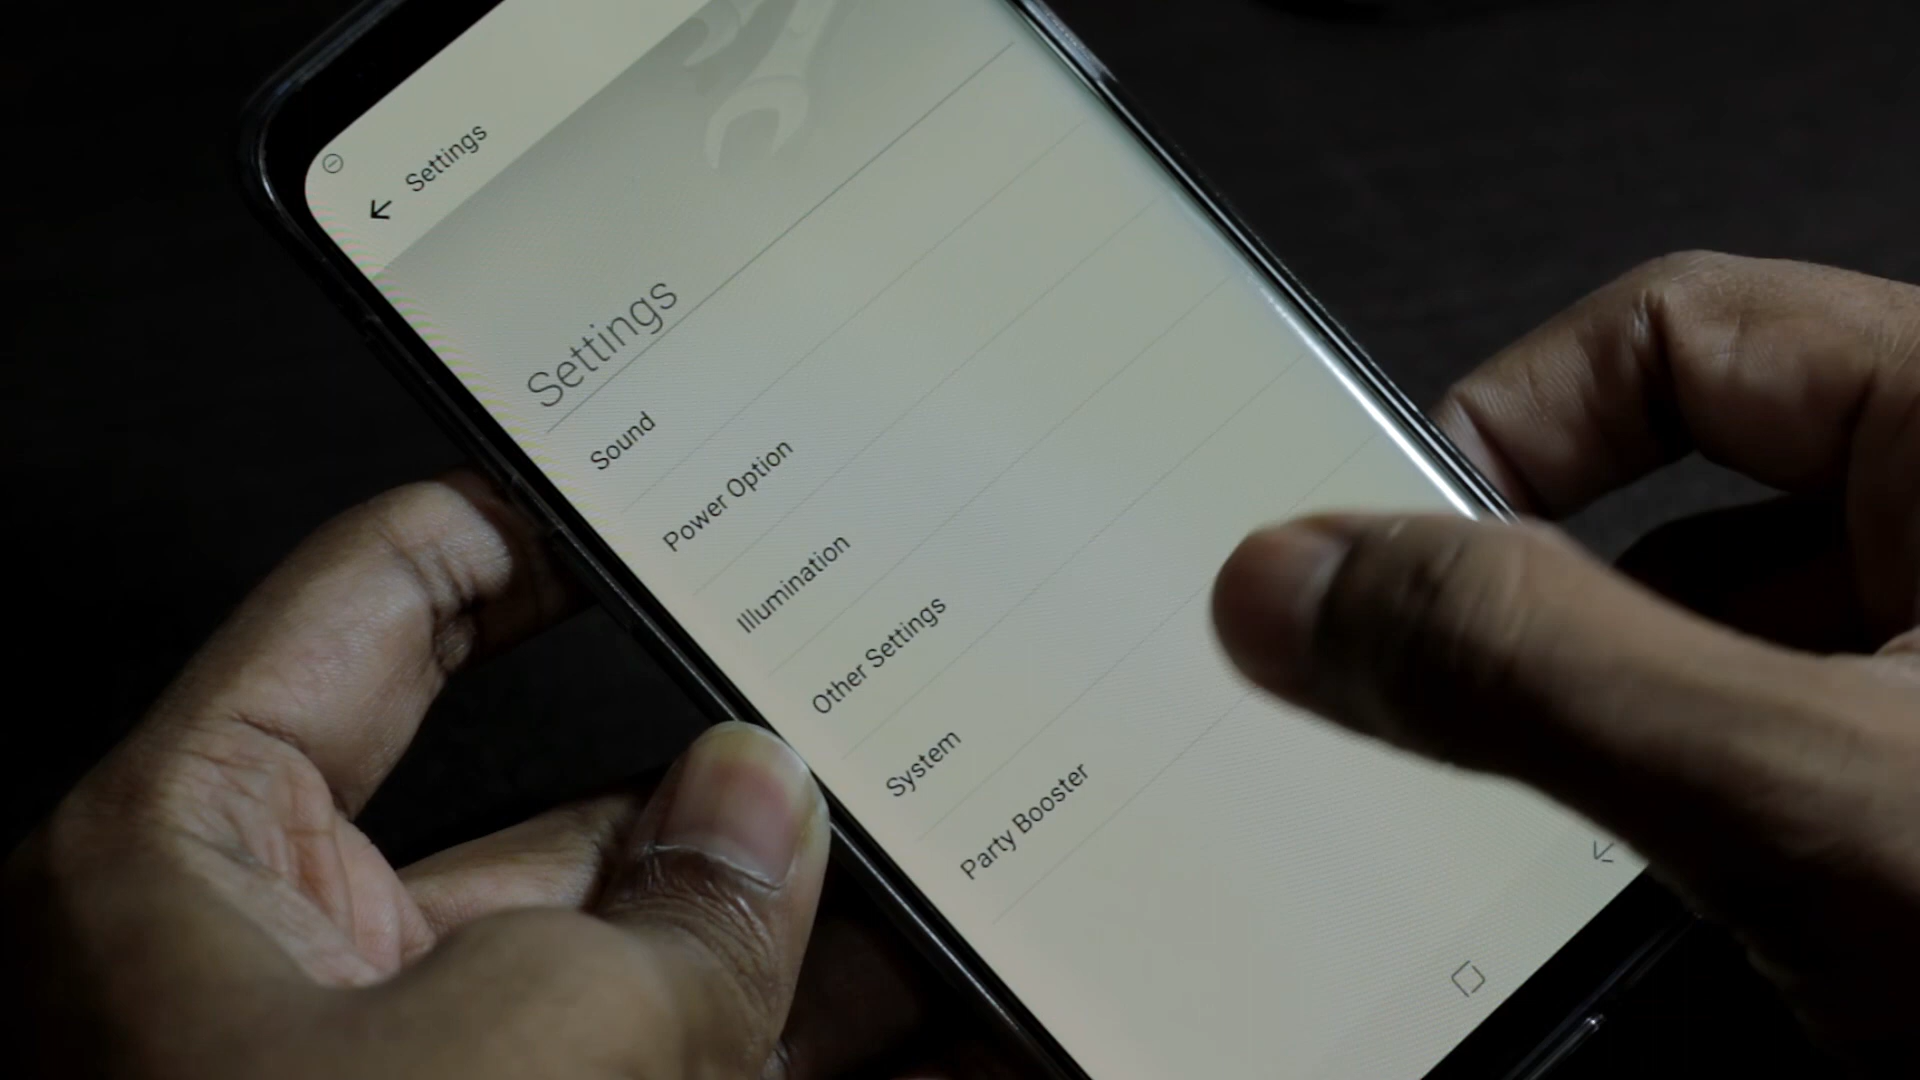 Settings
Settings
Sound
Power Option
Illumination
Other Settings
System
Party Booster